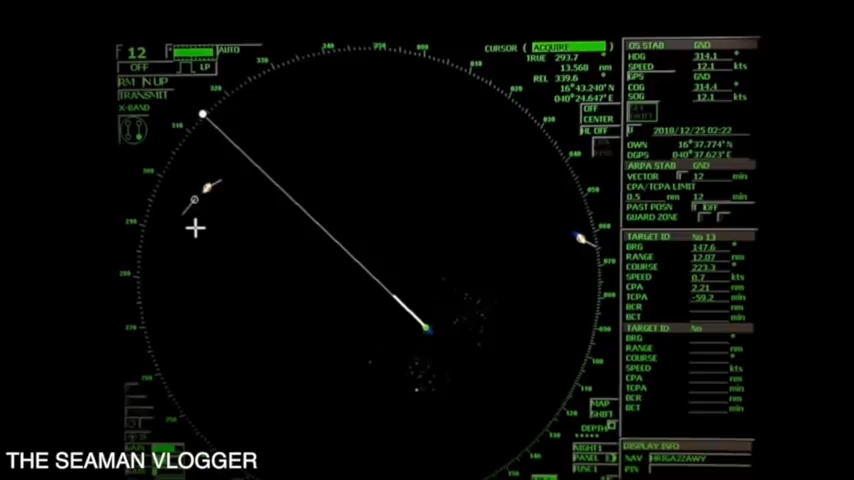 12
AUTO
OFF
LP
TRANSMIT
X-BAND
CURSOR ( ACQUIRE )
TRUE 293.7 °
13.560 nm
REL 339.6 °
16°43.240'N
040°24.647'E
OFF
CENTER
HL OFF
OS STAB GND
HDG 314.1 °
SPEED 12.1 kts
GPS GND
COG 314.4 °
SOG 12.1 kts
2018/12/25 02:22
OWN 16°37.774'N
DGPS 040°37.623'E
ARPA STAB GND
VECTOR 12 min
CPA/TCPA LIMIT
0.5 nm 12 min
PAST POSN OFF
GUARD ZONE
TARGET ID No 13
BRG 147.6 °
RANGE 12.07 nm
COURSE 223.3 °
SPEED 0.7 kts
CPA 2.21 nm
TCPA -59.2 min
BCR nm
BCT min
TARGET ID No
BRG °
RANGE nm
COURSE °
SPEED kts
CPA nm
TCPA min
BCR nm
BCT min
MAP
SHIFT
DEPTH
NIGHT1
PANEL
FUNC1
DISPLAY INFO
NAV
PIN
THE SEAMAN VLOGGER